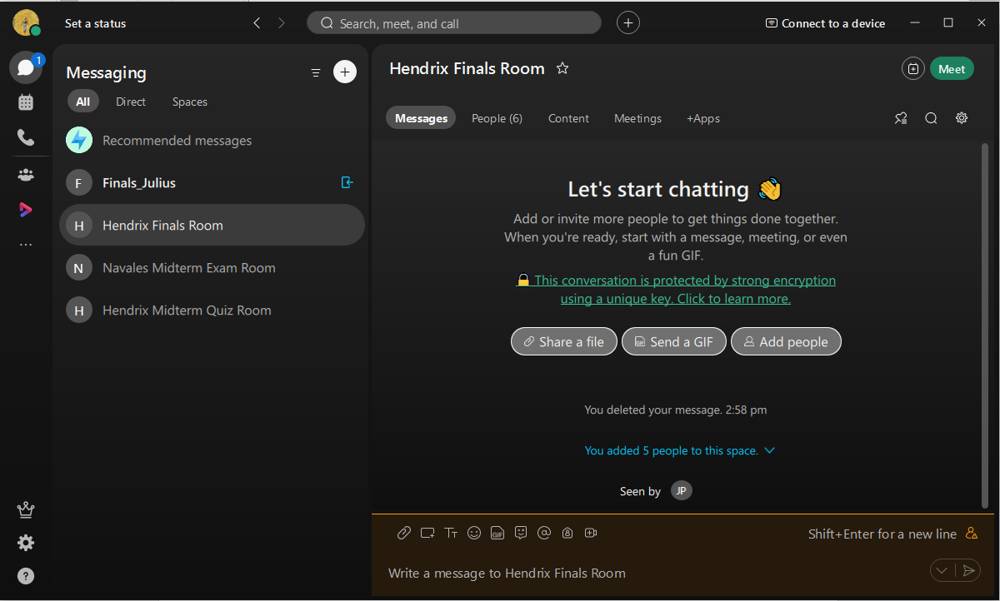 Set a status
Search, meet, and call
Connect to a device
1
Messaging
All
Direct
Spaces
Recommended messages
F
Finals_Julius
H
Hendrix Finals Room
N
Navales Midterm Exam Room
H
Hendrix Midterm Quiz Room
Hendrix Finals Room
Meet
Messages
People (6)
Content
Meetings
+Apps
Let's start chatting 👋
Add or invite more people to get things done together.
When you're ready, start with a message, meeting, or even
a fun GIF.
This conversation is protected by strong encryption
using a unique key. Click to learn more.
Share a file
GIF
Send a GIF
Add people
You deleted your message. 2:58 pm
You added 5 people to this space.
Seen by
JP
GIF
Shift+Enter for a new line
Write a message to Hendrix Finals Room